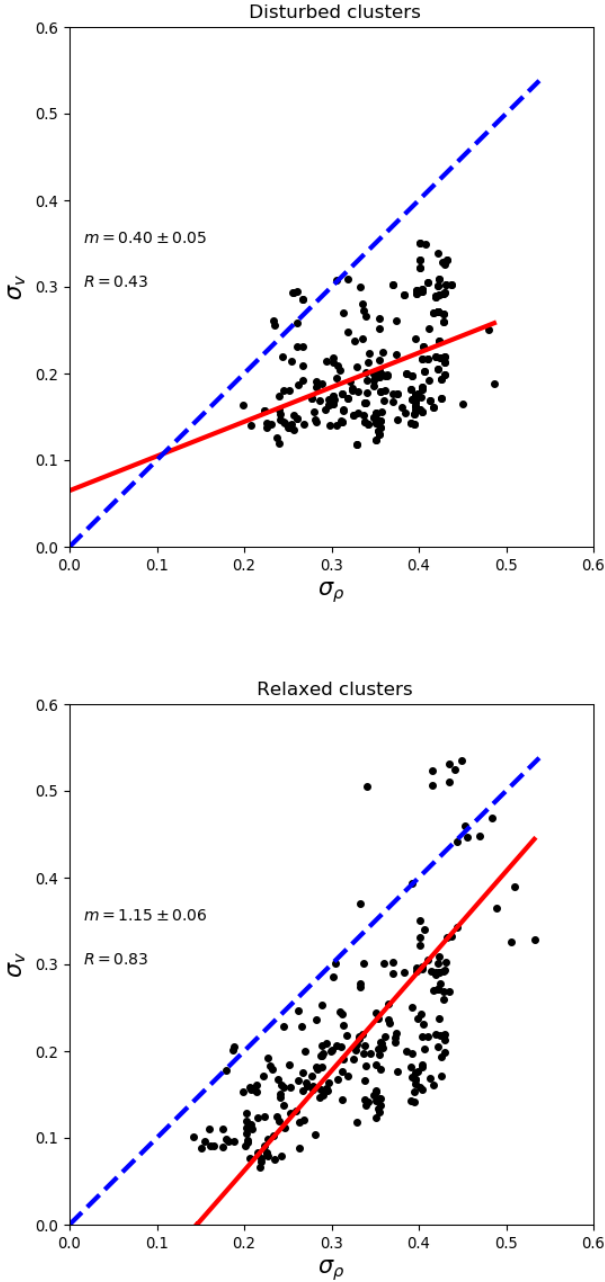 Disturbed clusters
0.6
0.5
0.4
0.3
0.2
0.1
0.0
σ_v
m = 0.40 ± 0.05
R = 0.43
0.0 0.1 0.2 0.3 0.4 0.5 0.6
σ_ρ
Relaxed clusters
0.6
0.5
0.4
0.3
0.2
0.1
0.0
σ_v
m = 1.15 ± 0.06
R = 0.83
0.0 0.1 0.2 0.3 0.4 0.5 0.6
σ_ρ